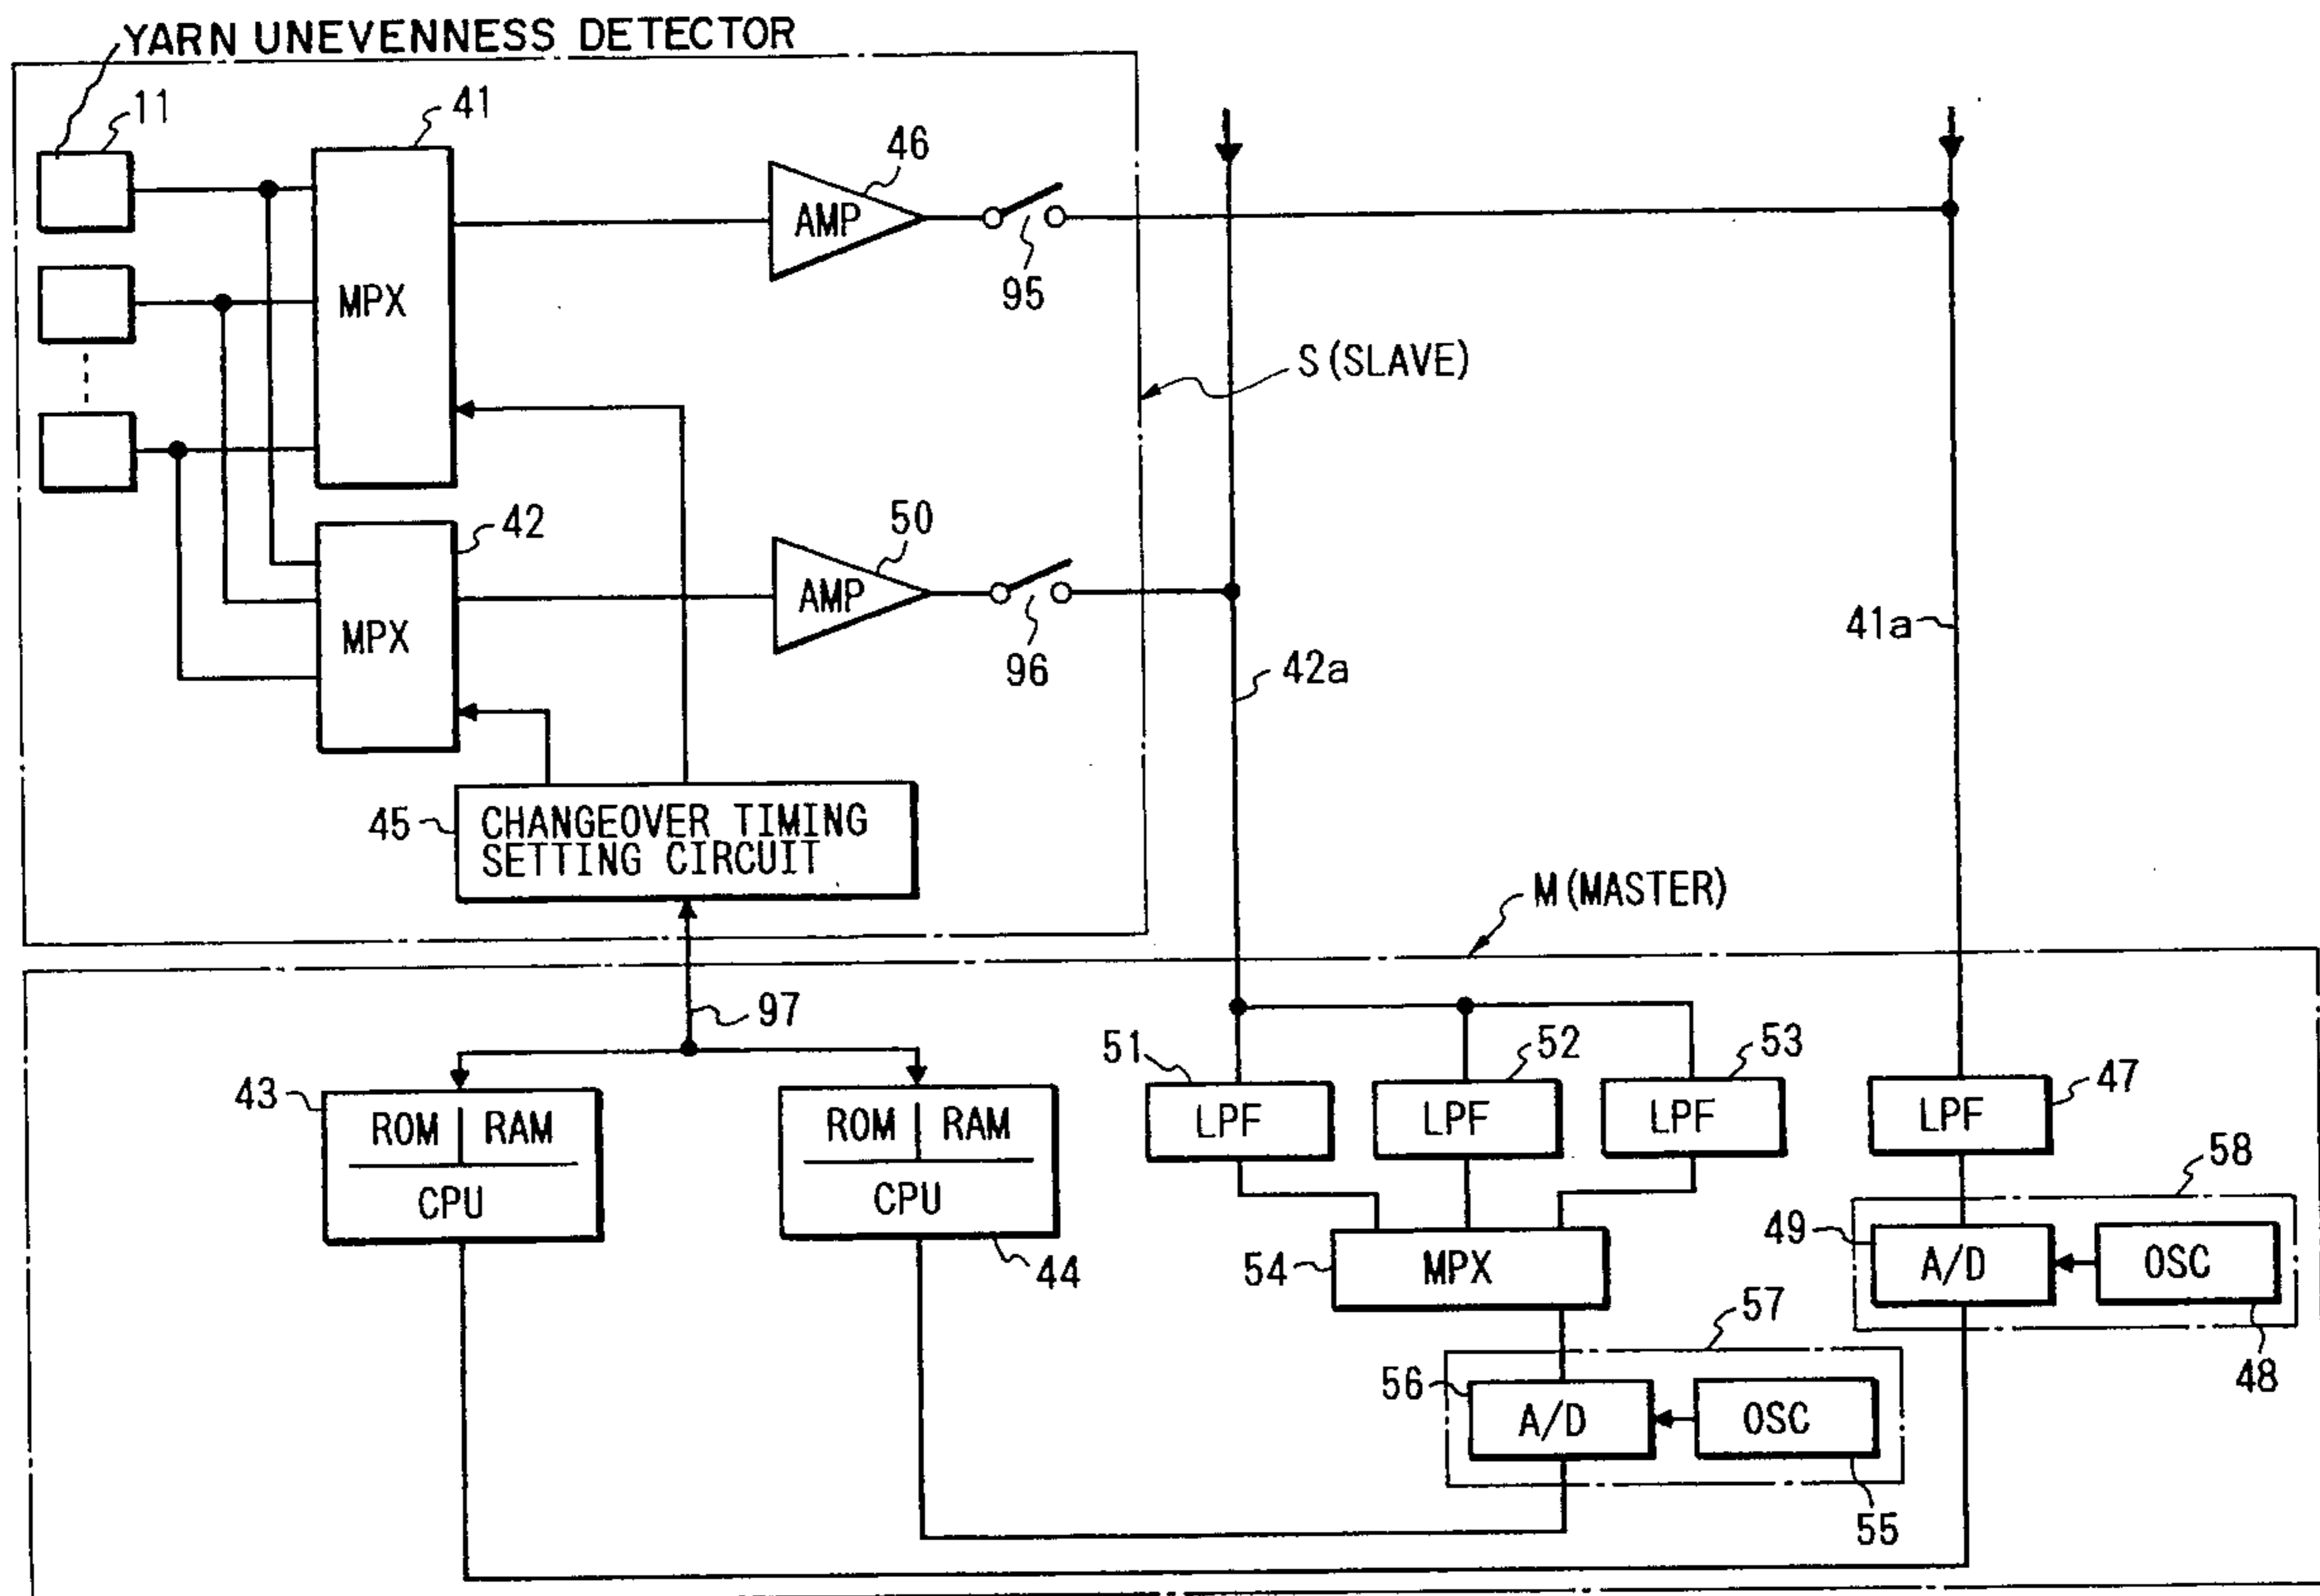 YARN UNEVENNESS DETECTOR
11
41
46
AMP
95
MPX
S (SLAVE)
42
50
AMP
96
MPX
41a
42a
45
CHANGEOVER TIMING
SETTING CIRCUIT
M (MASTER)
97
43
ROM
RAM
CPU
ROM
RAM
CPU
44
51
LPF
52
LPF
53
LPF
47
LPF
58
49
A/D
OSC
48
54
MPX
57
56
A/D
OSC
55